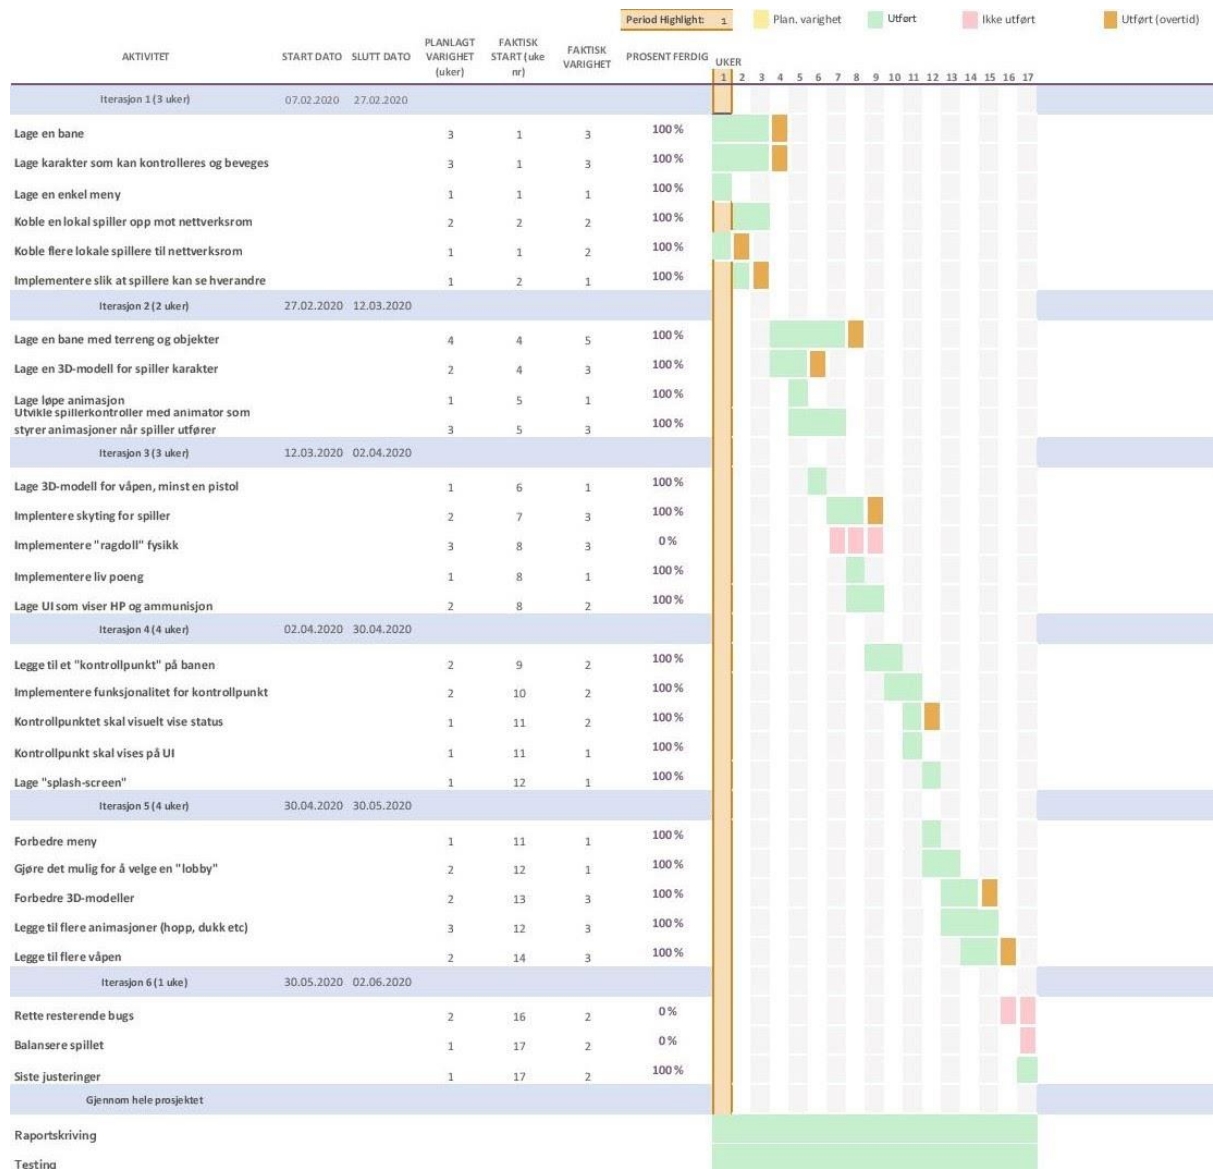 Period Highlight: 1 Plan. varighet Utført Ikke utført Utført (overtid)
AKTIVITET START DATO SLUTT DATO PLANLAGT VARIGHET (uker) FAKTISK START (uke nr) FAKTISK VARIGHET PROSENT FERDIG UKER
1 2 3 4 5 6 7 8 9 10 11 12 13 14 15 16 17
Iterasjon 1 (3 uker) 07.02.2020 27.02.2020
Lage en bane 3 1 3 100 %
Lage karakter som kan kontrolleres og beveges 3 1 3 100 %
Lage en enkel meny 1 1 1 100 %
Koble en lokal spiller opp mot nettverksrom 2 2 2 100 %
Koble flere lokale spillere til nettverksrom 1 1 2 100 %
Implementere slik at spillere kan se hverandre 1 2 1 100 %
Iterasjon 2 (2 uker) 27.02.2020 12.03.2020
Lage en bane med terreng og objekter 4 4 5 100 %
Lage en 3D-modell for spiller karakter 2 4 3 100 %
Lage løpe animasjon 1 5 1 100 %
Utvikle spillerkontroller med animator som
styrer animasjoner når spiller utfører 3 5 3 100 %
Iterasjon 3 (3 uker) 12.03.2020 02.04.2020
Lage 3D-modell for våpen, minst en pistol 1 6 1 100 %
Implentere skyting for spiller 2 7 3 100 %
Implementere "ragdoll" fysikk 3 8 3 0 %
Implementere liv poeng 1 8 1 100 %
Lage UI som viser HP og ammunisjon 2 8 2 100 %
Iterasjon 4 (4 uker) 02.04.2020 30.04.2020
Legge til et "kontrollpunkt" på banen 2 9 2 100 %
Implementere funksjonalitet for kontrollpunkt 2 10 2 100 %
Kontrollpunktet skal visuelt vise status 1 11 2 100 %
Kontrollpunkt skal vises på UI 1 11 1 100 %
Lage "splash-screen" 1 12 1 100 %
Iterasjon 5 (4 uker) 30.04.2020 30.05.2020
Forbedre meny 1 11 1 100 %
Gjøre det mulig for å velge en "lobby" 2 12 1 100 %
Forbedre 3D-modeller 2 13 3 100 %
Legge til flere animasjoner (hopp, dukk etc) 3 12 3 100 %
Legge til flere våpen 2 14 3 100 %
Iterasjon 6 (1 uke) 30.05.2020 02.06.2020
Rette resterende bugs 2 16 2 0 %
Balansere spillet 1 17 2 0 %
Siste justeringer 1 17 2 100 %
Gjennom hele prosjektet
Raportskriving
Testing